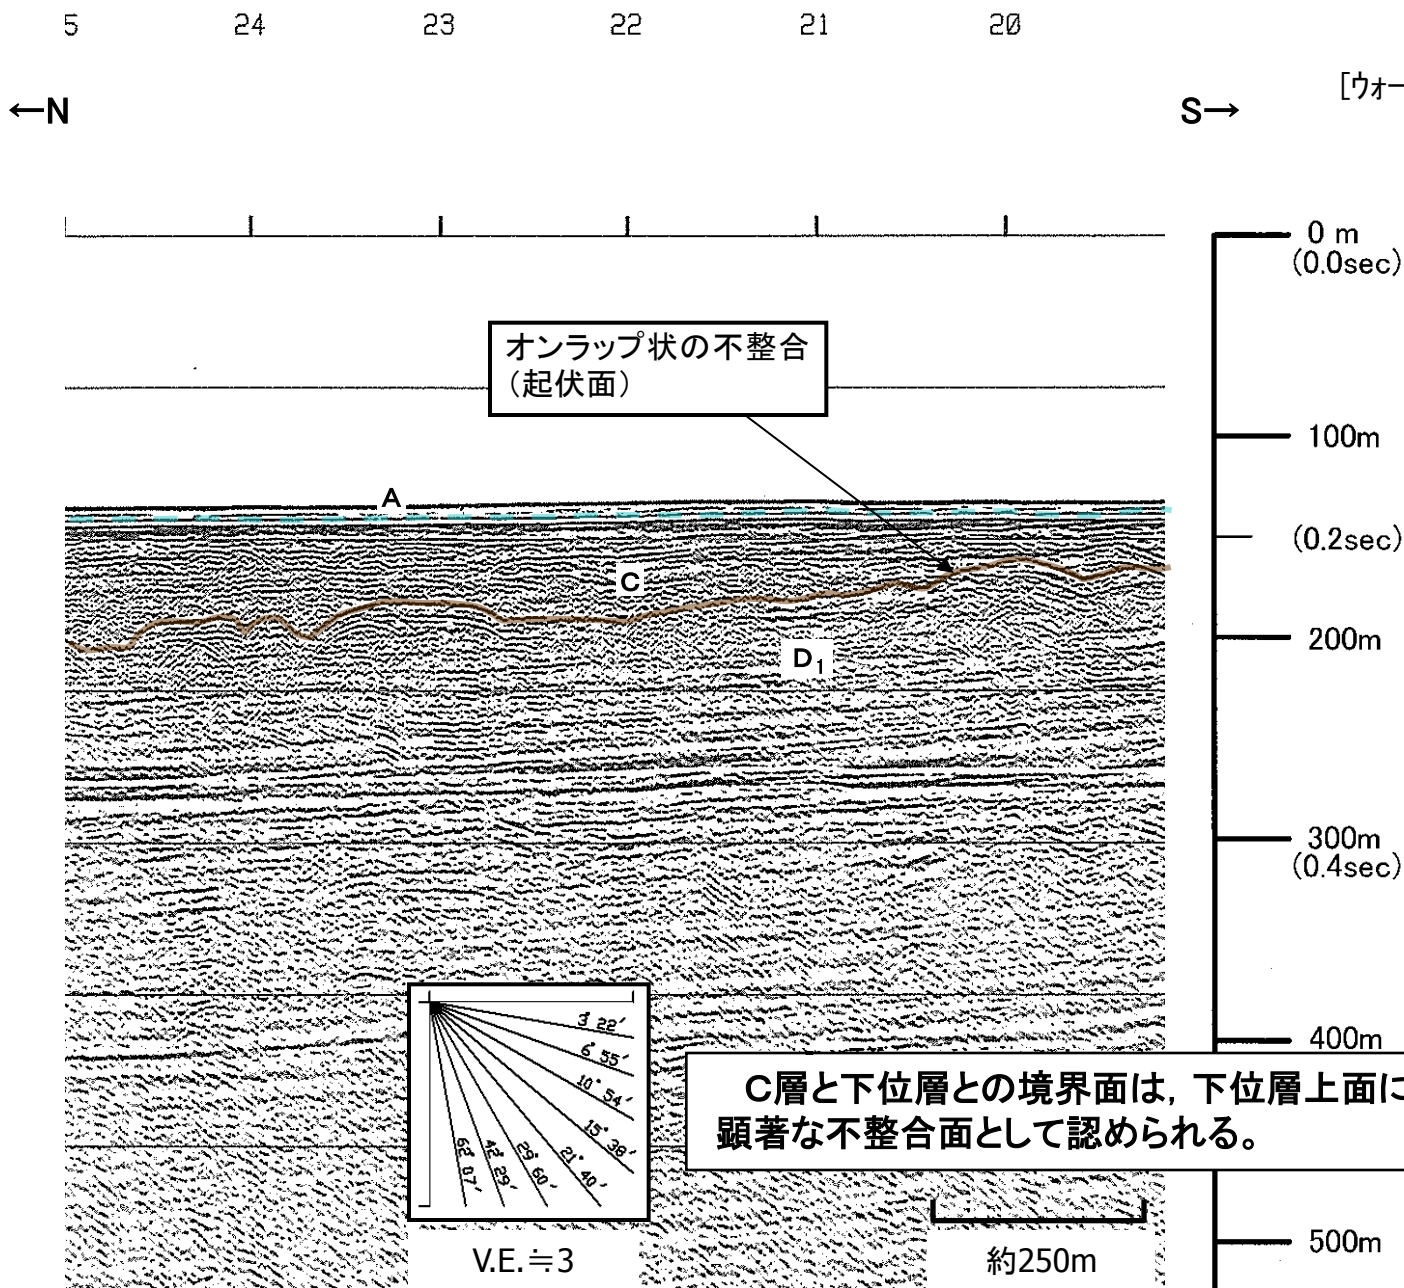 5 24 23 22 21 20
[ウォー
←N S→
0 m
(0.0sec)
オンラップ状の不整合
（起伏面）
100m
A
(0.2sec)
C
200m
D₁
300m
(0.4sec)
3° 22′
6° 55′
10° 54′
15° 38′
21° 40′
29° 60′
42° 29′
62° 07′
400m
C層と下位層との境界面は，下位層上面に
顕著な不整合面として認められる。
V.E.≒3
約250m
500m